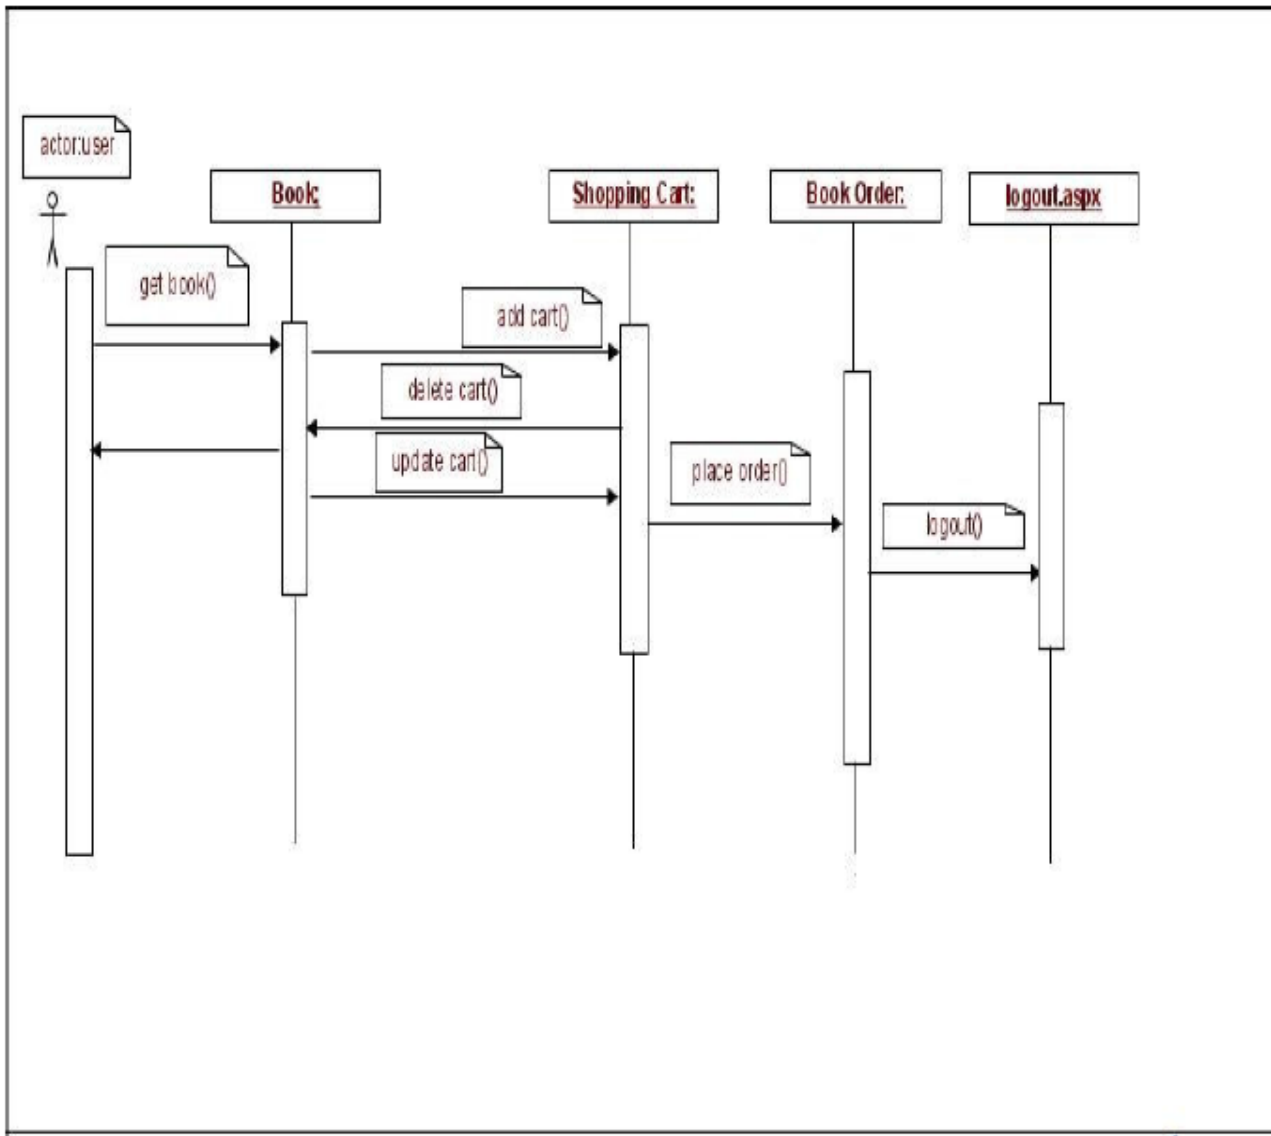 actor:user
Book:
Shopping Cart:
Book Order:
logout.aspx
get book()
add cart()
delete cart()
update cart()
place order()
logout()